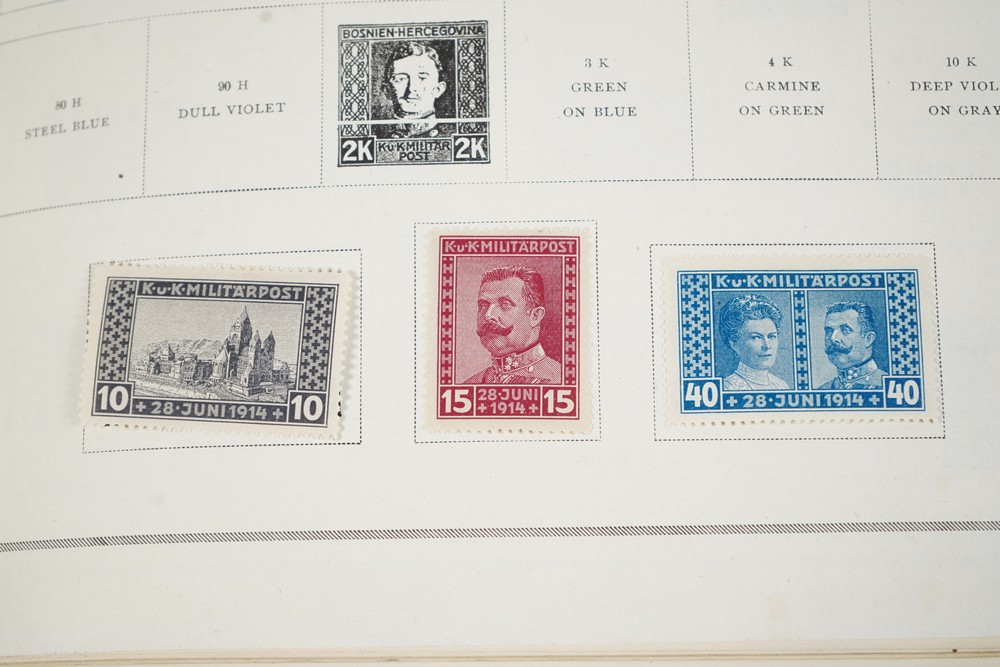 80 H
STEEL BLUE
90 H
DULL VIOLET
BOSNIEN-HERCEGOVINA
2K K.U.K.MILITÄR 2K
POST
3 K
GREEN
ON BLUE
4 K
CARMINE
ON GREEN
10 K
DEEP VIOL
ON GRAY
K.u.K.MILITÄRPOST
10 + 28.JUNI 1914 + 10
K.u.K.MILITÄRPOST
15 28.JUNI 15
+ 1914 +
K.u.K.MILITÄRPOST
40 + 28.JUNI 1914 + 40